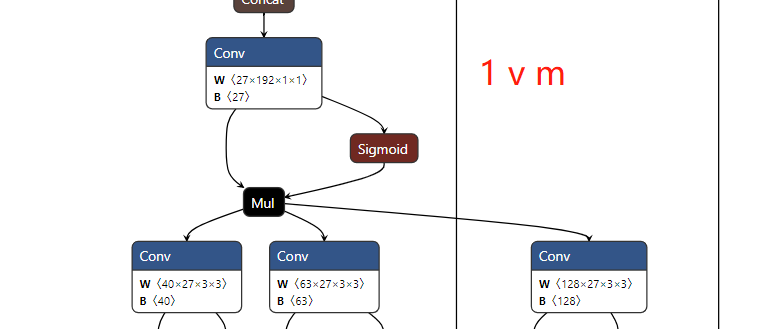 Concat
Conv
W〈27×192×1×1〉
B〈27〉
1 v m
Sigmoid
Mul
Conv
W〈40×27×3×3〉
B〈40〉
Conv
W〈63×27×3×3〉
B〈63〉
Conv
W〈128×27×3×3〉
B〈128〉